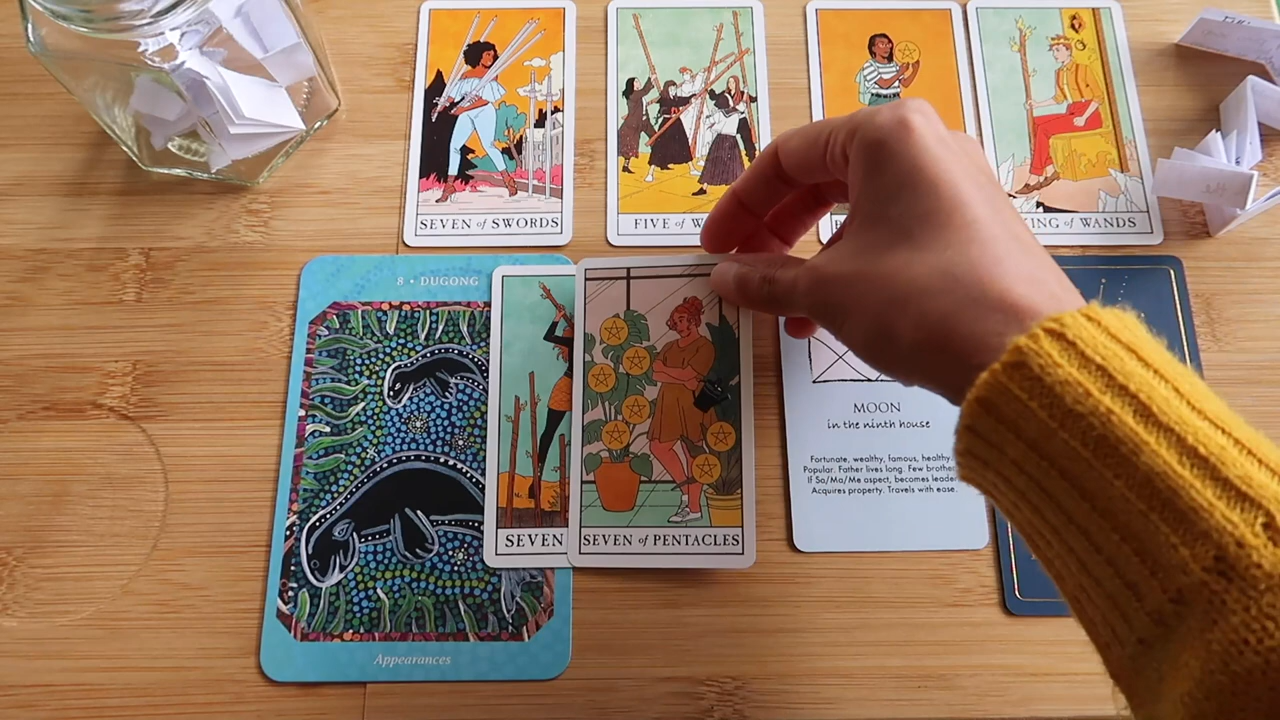 SEVEN of SWORDS
FIVE of W
KING of WANDS
8 • DUGONG
Appearances
SEVEN
SEVEN of PENTACLES
MOON
in the ninth house
Fortunate, wealthy, famous, healthy.
Popular. Father lives long. Few brother
If Sa/Ma/Me aspect, becomes leader
Acquires property. Travels with ease.